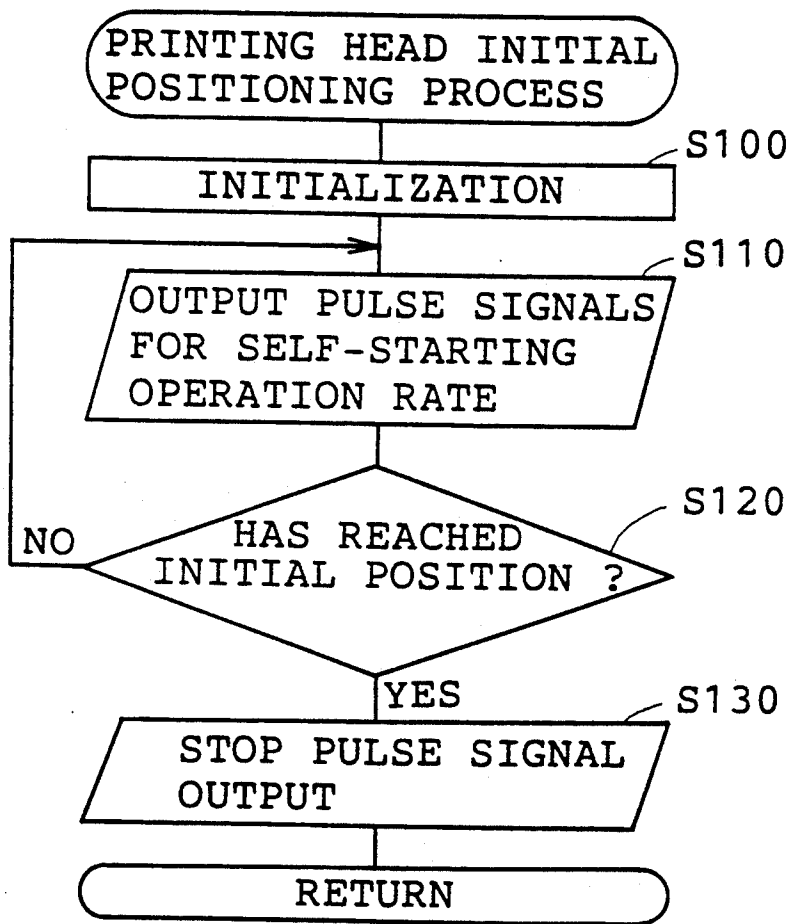 PRINTING HEAD INITIAL
POSITIONING PROCESS
S100
INITIALIZATION
S110
OUTPUT PULSE SIGNALS
FOR SELF-STARTING
OPERATION RATE
S120
HAS REACHED
INITIAL POSITION ?
NO
YES
S130
STOP PULSE SIGNAL
OUTPUT
RETURN